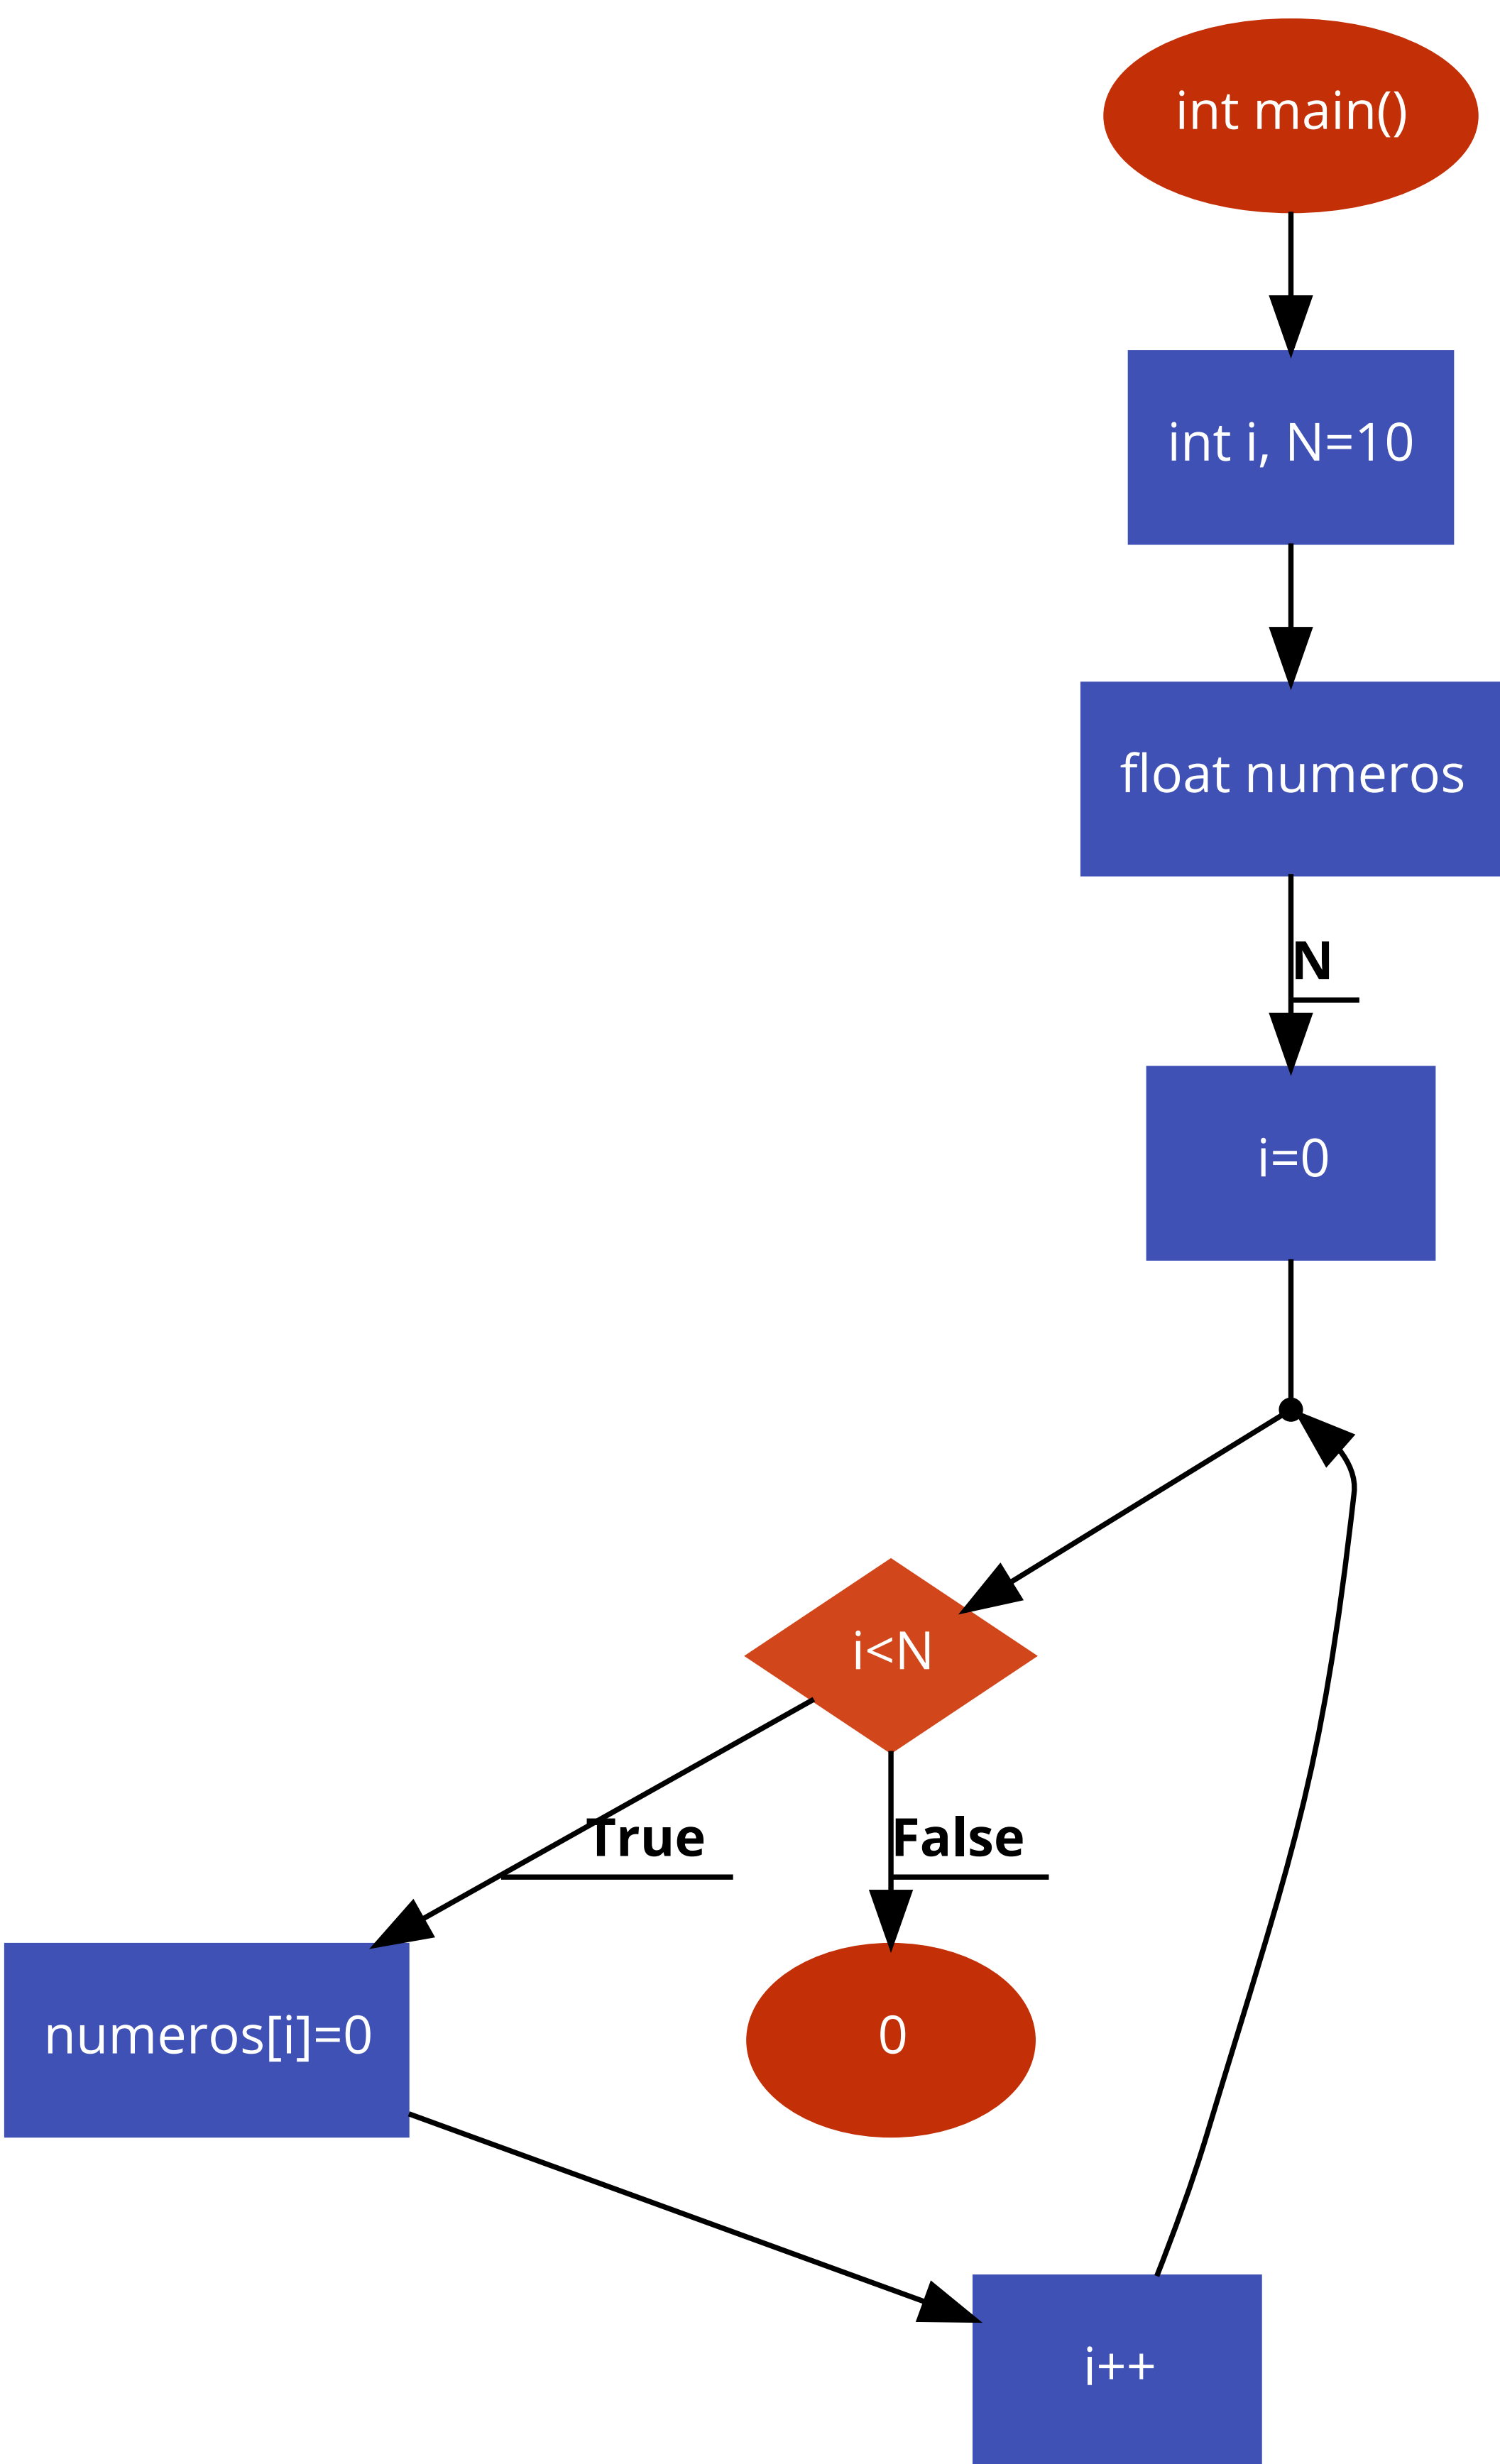 int main()
int i, N=10
float numeros
N
i=0
i<N
True
False
numeros[i]=0
0
i++